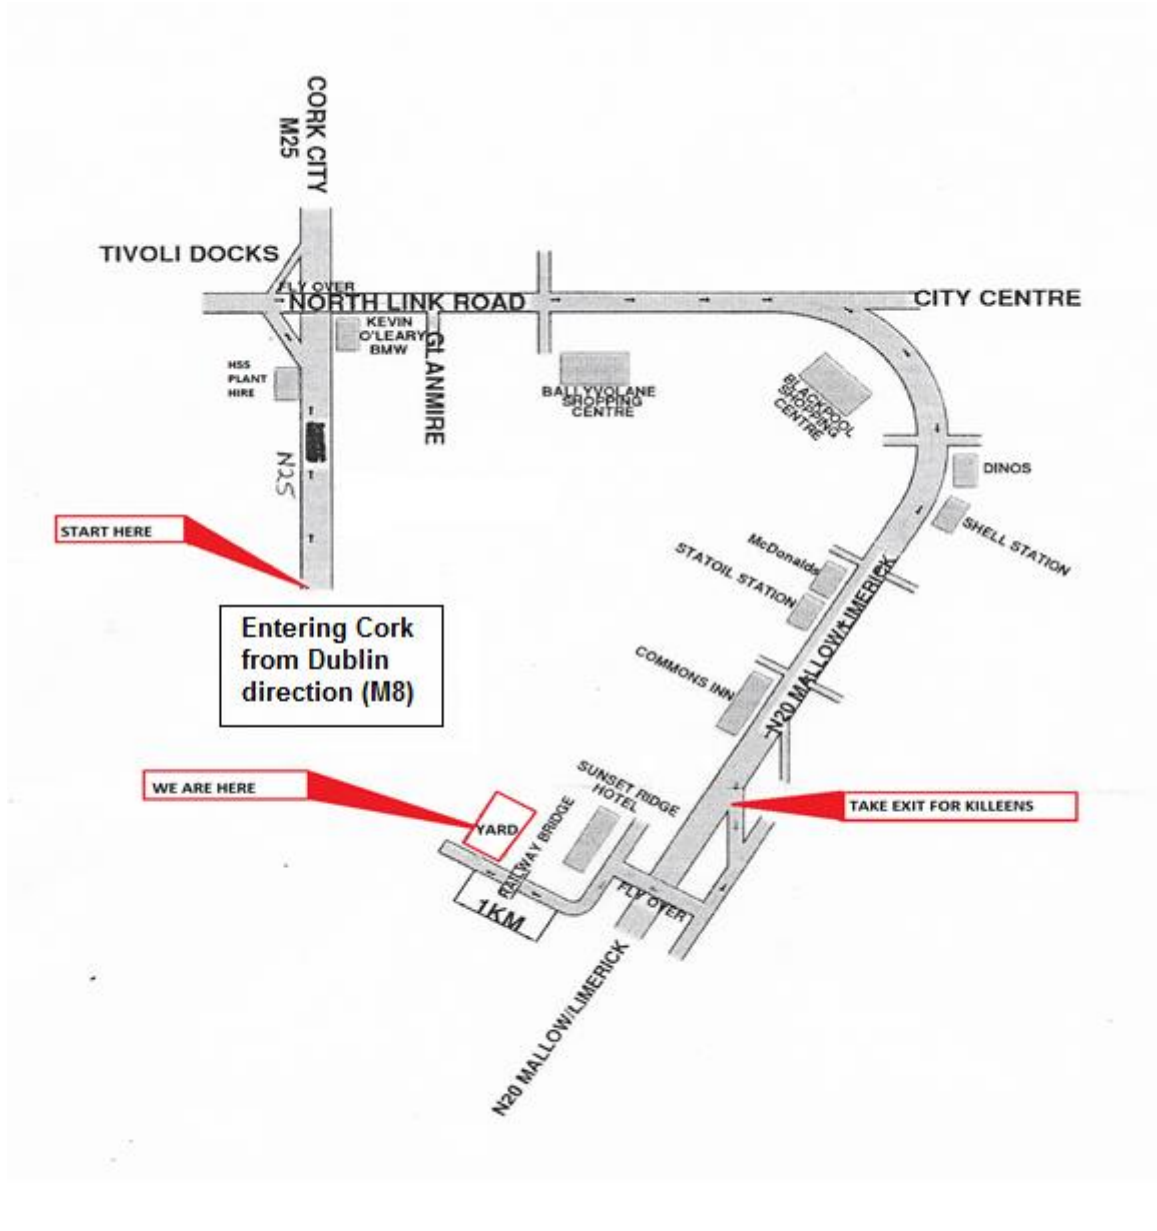 CORK CITY
M25
TIVOLI DOCKS
FLY OVER
NORTH LINK ROAD
CITY CENTRE
KEVIN
O'LEARY
BMW
GLANMIRE
HSS
PLANT
HIRE
BALLYVOLANE
SHOPPING
CENTRE
BLACKPOOL
SHOPPING
CENTRE
N25
DINOS
START HERE
SHELL STATION
McDonalds
STATOIL STATION
N20 MALLOW/LIMERICK
Entering Cork
from Dublin
direction (M8)
COMMONS INN
WE ARE HERE
SUNSET RIDGE
HOTEL
TAKE EXIT FOR KILLEENS
YARD
RAILWAY BRIDGE
FLY OVER
1KM
N20 MALLOW/LIMERICK